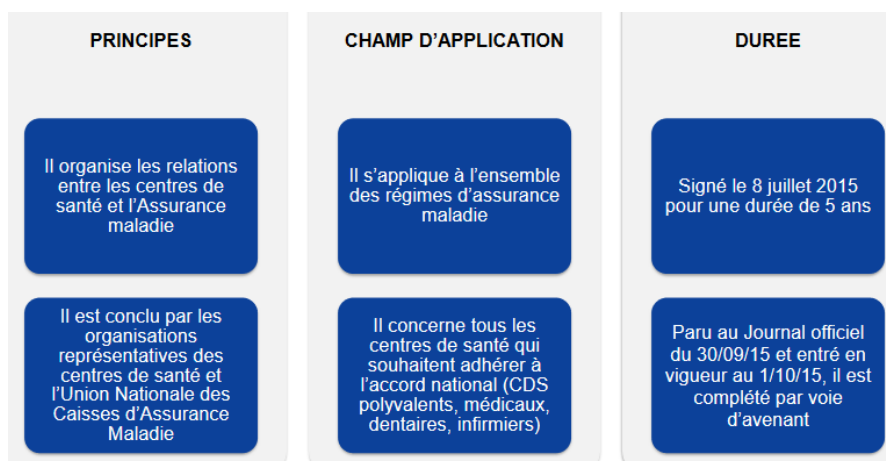 PRINCIPES
Il organise les relations
entre les centres de
santé et l'Assurance
maladie
Il est conclu par les
organisations
représentatives des
centres de santé et
l'Union Nationale des
Caisses d'Assurance
Maladie
CHAMP D'APPLICATION
Il s'applique à l'ensemble
des régimes d'assurance
maladie
Il concerne tous les
centres de santé qui
souhaitent adhérer à
l'accord national (CDS
polyvalents, médicaux,
dentaires, infirmiers)
DUREE
Signé le 8 juillet 2015
pour une durée de 5 ans
Paru au Journal officiel
du 30/09/15 et entré en
vigueur au 1/10/15, il est
complété par voie
d'avenant